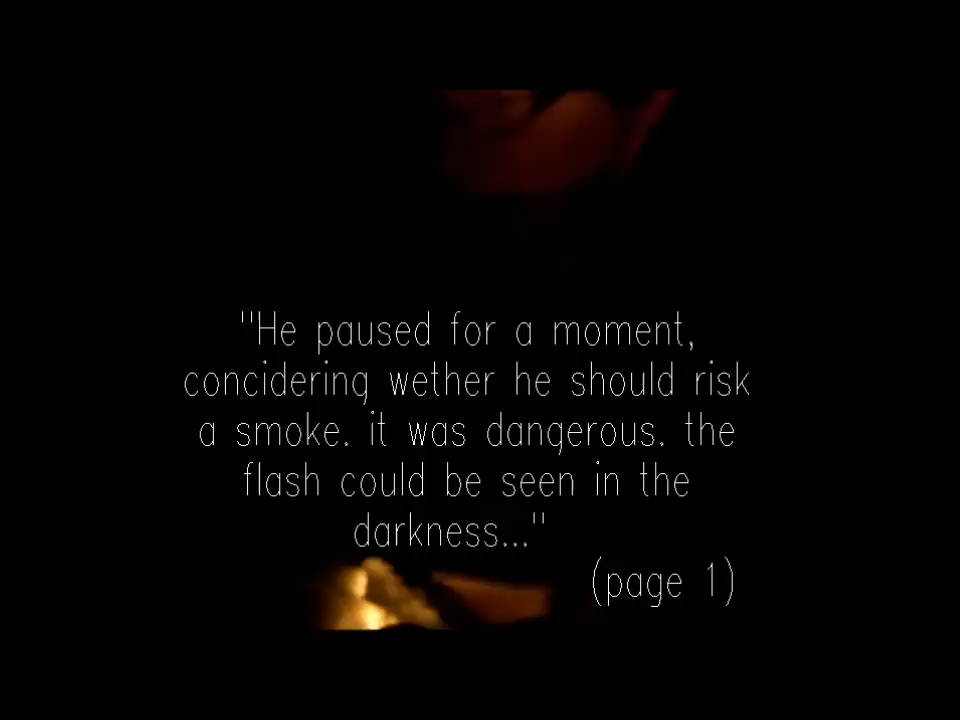 "He paused for a moment,
concidering wether he should risk
a smoke. it was dangerous. the
flash could be seen in the
darkness..."
(page 1)